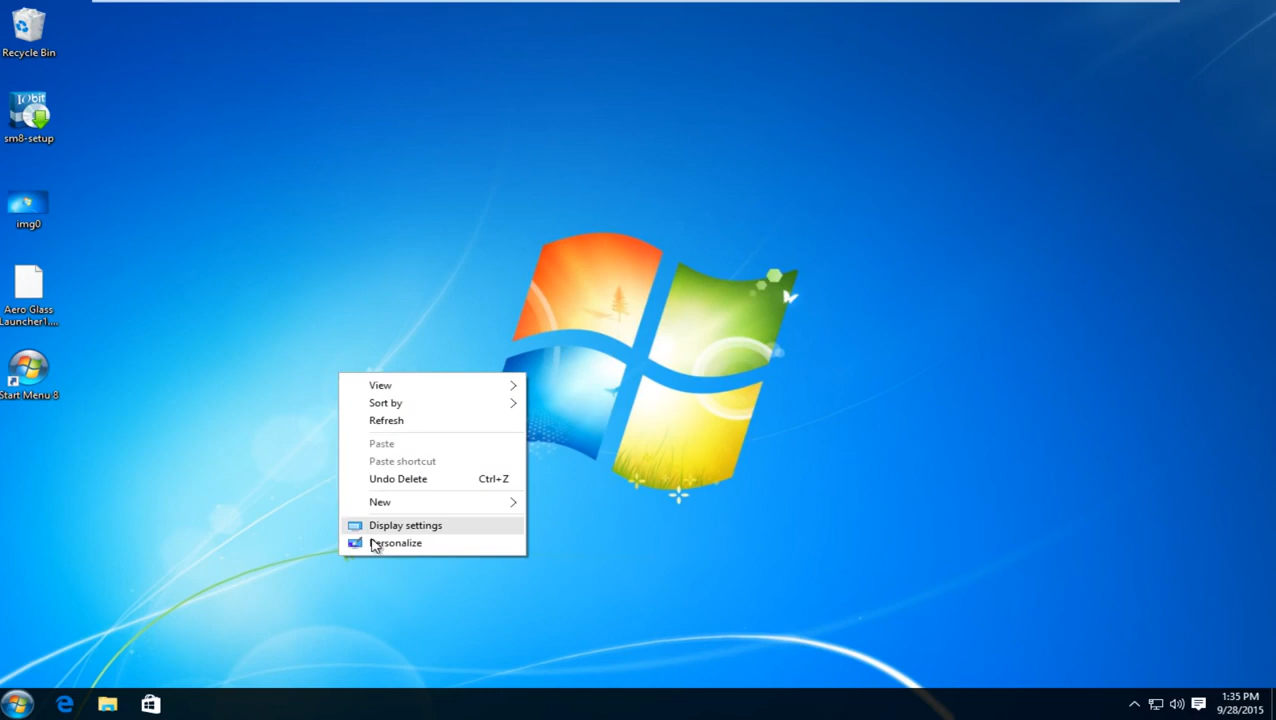 Recycle Bin
IObit
sm8-setup
img0
Aero Glass
Launcher1....
Start Menu 8
View
Sort by
Refresh
Paste
Paste shortcut
Undo Delete Ctrl+Z
New
Display settings
Personalize
1:35 PM
9/28/2015